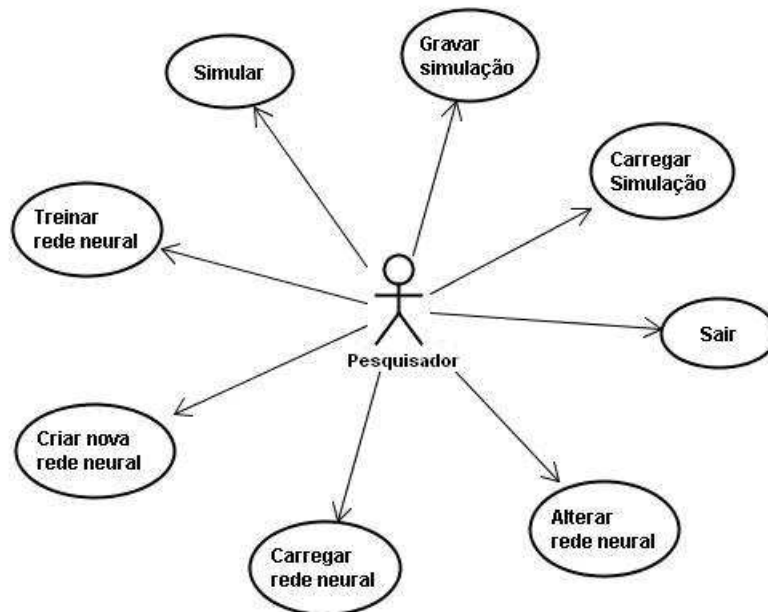 Gravar
simulação
Simular
Carregar
Simulação
Treinar
rede neural
Sair
Pesquisador
Criar nova
rede neural
Alterar
rede neural
Carregar
rede neural